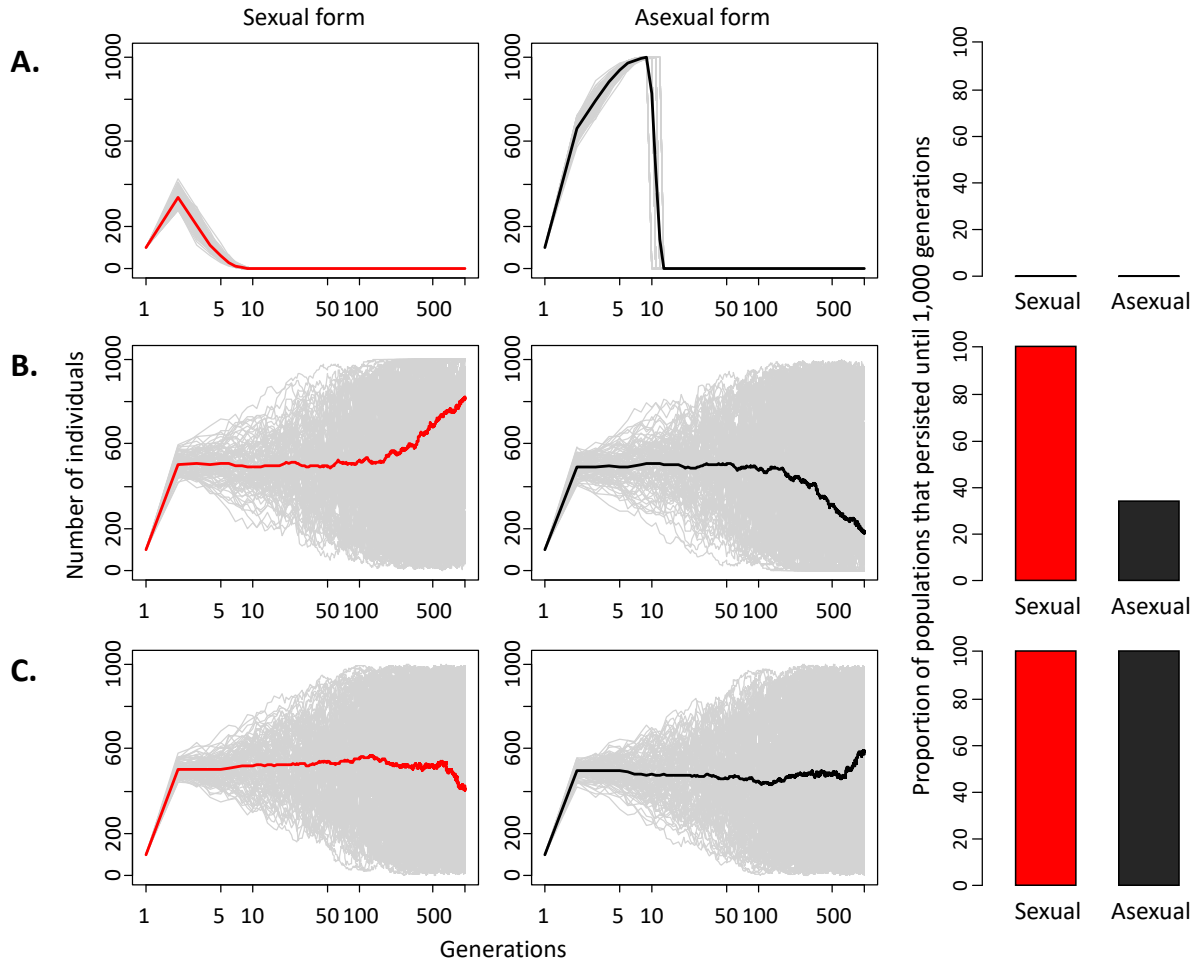 Sexual form
Asexual form
A.
0 200 600 1000
1 5 10 50 100 500
0 200 600 1000
1 5 10 50 100 500
0 20 40 60 80 100
Sexual Asexual
B.
0 200 600 1000
1 5 10 50 100 500
0 200 600 1000
1 5 10 50 100 500
0 20 40 60 80 100
Sexual Asexual
C.
0 200 600 1000
1 5 10 50 100 500
0 200 600 1000
1 5 10 50 100 500
0 20 40 60 80 100
Sexual Asexual
Number of individuals
Generations
Proportion of populations that persisted until 1,000 generations